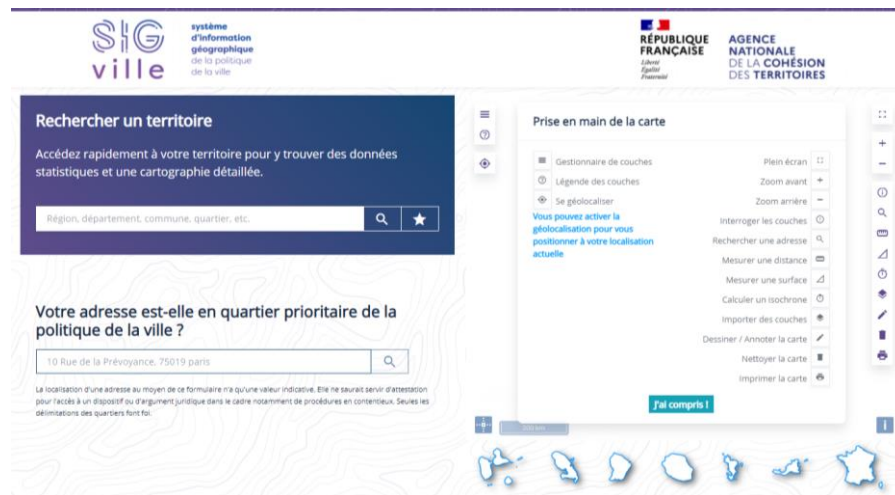 SIG
ville
système
d'information
géographique
de la politique
de la ville
RÉPUBLIQUE
FRANÇAISE
Liberté
Égalité
Fraternité
AGENCE
NATIONALE
DE LA COHÉSION
DES TERRITOIRES
Rechercher un territoire
Accédez rapidement à votre territoire pour y trouver des données
statistiques et une cartographie détaillée.
Région, département, commune, quartier, etc.
Votre adresse est-elle en quartier prioritaire de la
politique de la ville ?
10 Rue de la Prévoyance, 75019 paris
La localisation d'une adresse au moyen de ce formulaire n'a qu'une valeur indicative. Elle ne saurait servir d'attestation
pour l'accès à un dispositif ou d'argument juridique dans le cadre notamment de procédures en contentieux. Seules les
délimitations des quartiers font foi.
Prise en main de la carte
Gestionnaire de couches
Légende des couches
Se géolocaliser
Vous pouvez activer la
géolocalisation pour vous
positionner à votre localisation
actuelle
Plein écran
Zoom avant
Zoom arrière
Interroger les couches
Rechercher une adresse
Mesurer une distance
Mesurer une surface
Calculer un isochrone
Importer des couches
Dessiner / Annoter la carte
Nettoyer la carte
Imprimer la carte
J'ai compris !